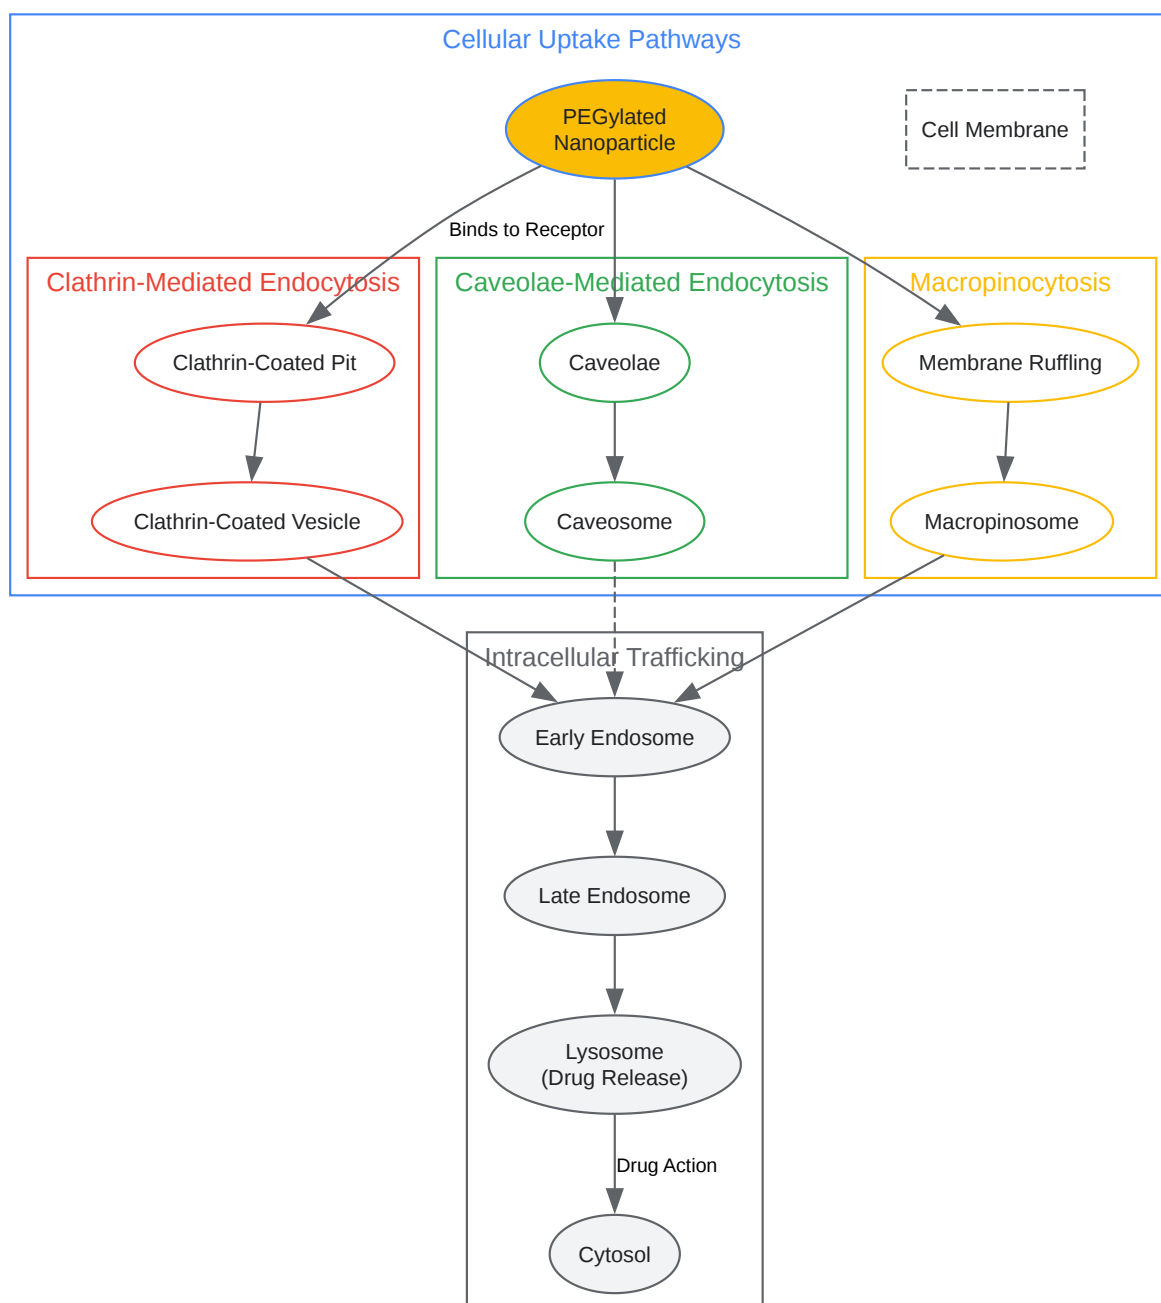 Cellular Uptake Pathways
PEGylated
Nanoparticle
Cell Membrane
Binds to Receptor
Clathrin-Mediated Endocytosis
Caveolae-Mediated Endocytosis
Macropinocytosis
Clathrin-Coated Pit
Caveolae
Membrane Ruffling
Clathrin-Coated Vesicle
Caveosome
Macropinosome
Intracellular Trafficking
Early Endosome
Late Endosome
Lysosome
(Drug Release)
Drug Action
Cytosol